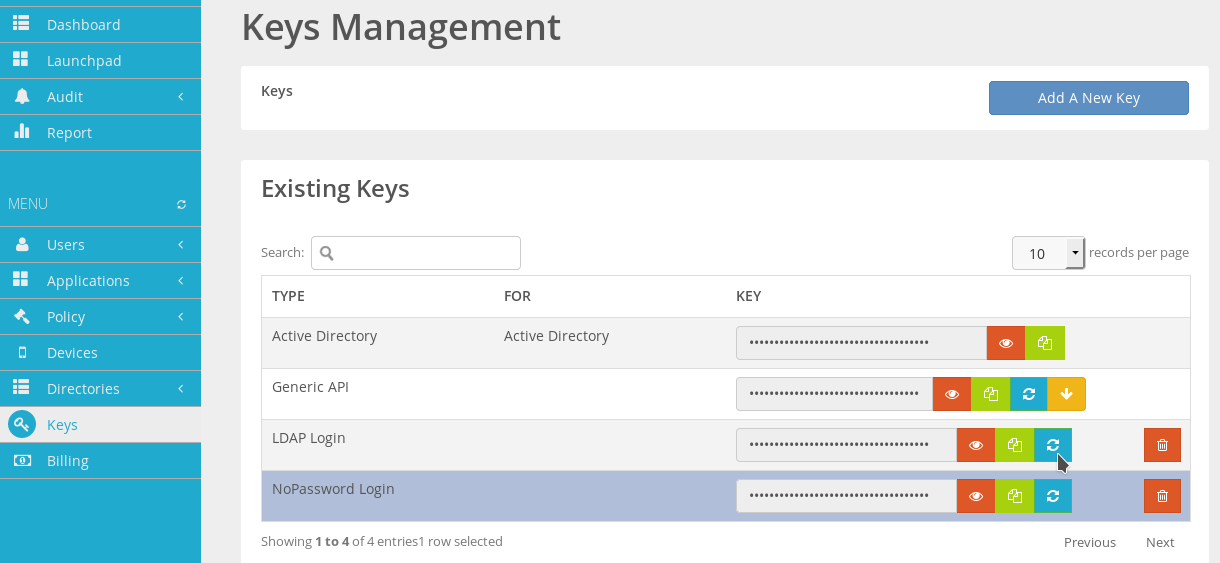 Dashboard
Launchpad
Audit
Report
MENU
Users
Applications
Policy
Devices
Directories
Keys
Billing
Keys Management
Keys
Add A New Key
Existing Keys
Search:
10 records per page
TYPE FOR KEY
Active Directory Active Directory ••••••••••••••••••••••••••••••••••••
Generic API ••••••••••••••••••••••••••••••••••
LDAP Login ••••••••••••••••••••••••••••••••••••
NoPassword Login ••••••••••••••••••••••••••••••••••••
Showing 1 to 4 of 4 entries1 row selected
Previous Next